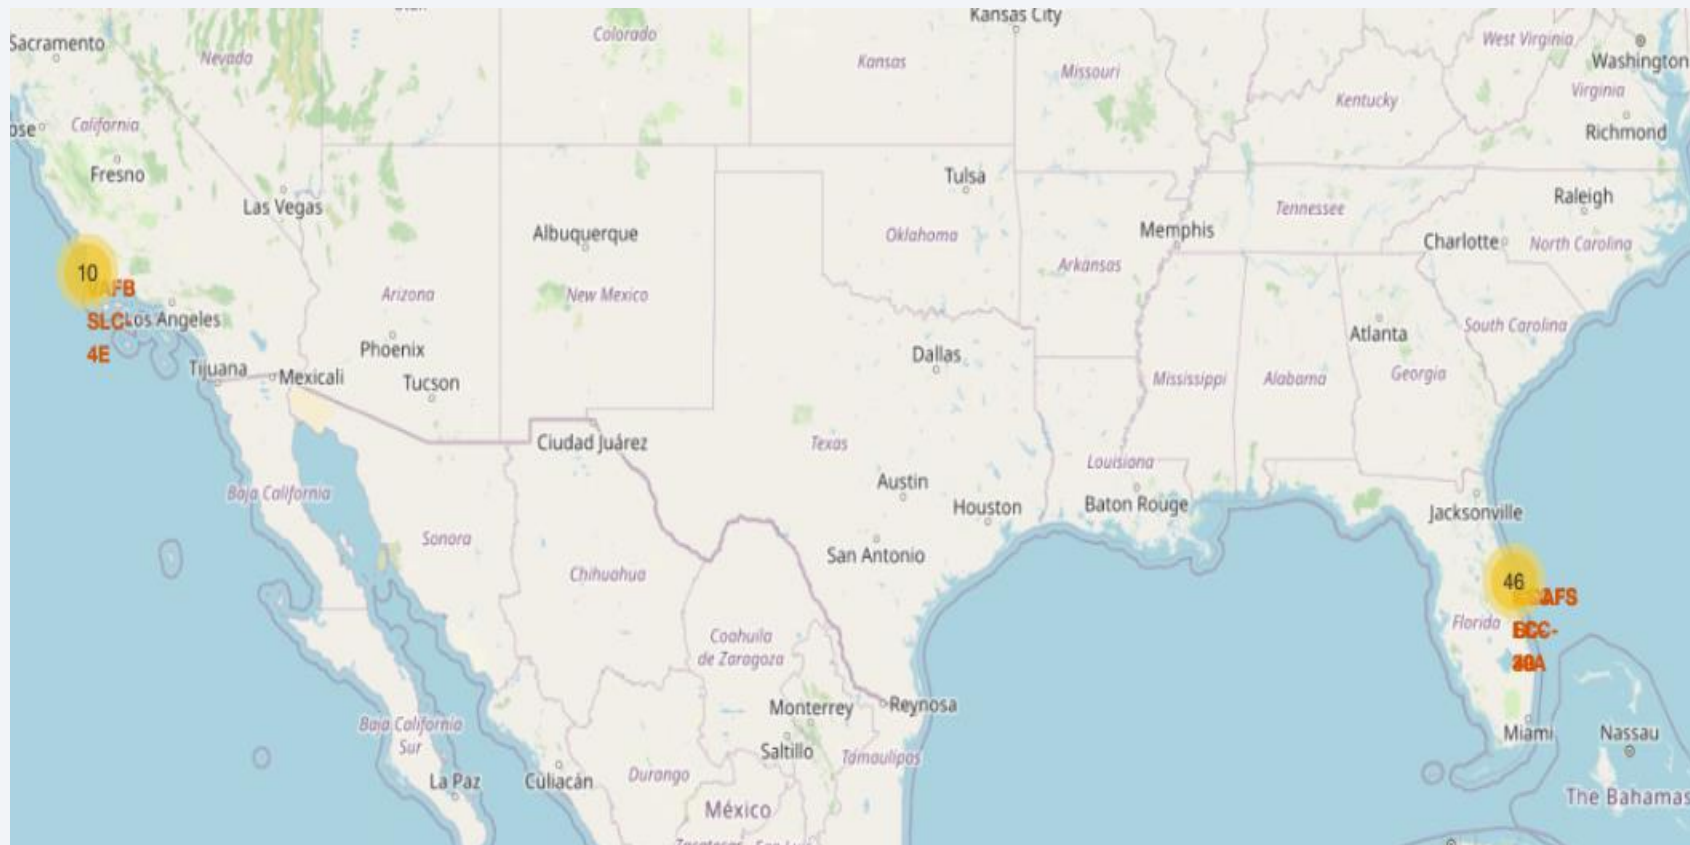 Kansas City
Sacramento
Colorado
West Virginia
Nevada
Kansas
Washington
Missouri
Virginia
Kentucky
California
Richmond
Fresno
Tulsa
Raleigh
Las Vegas
Tennessee
Albuquerque
Oklahoma
Memphis
Charlotte
North Carolina
10
Arkansas
VAFB
Arizona
New Mexico
SLC-
Los Angeles
South Carolina
Atlanta
4E
Phoenix
Dallas
Tijuana
Mexicali
Tucson
Mississippi
Alabama
Georgia
Ciudad Juárez
Texas
Louisiana
Austin
Baja California
Houston
Baton Rouge
Jacksonville
Sonora
San Antonio
Chihuahua
46
Florida
Coahuila
de Zaragoza
Monterrey
Reynosa
Baja California
Sur
Miami
Nassau
Saltillo
Tamaulipas
La Paz
Culiacán
Durango
The Bahamas
México